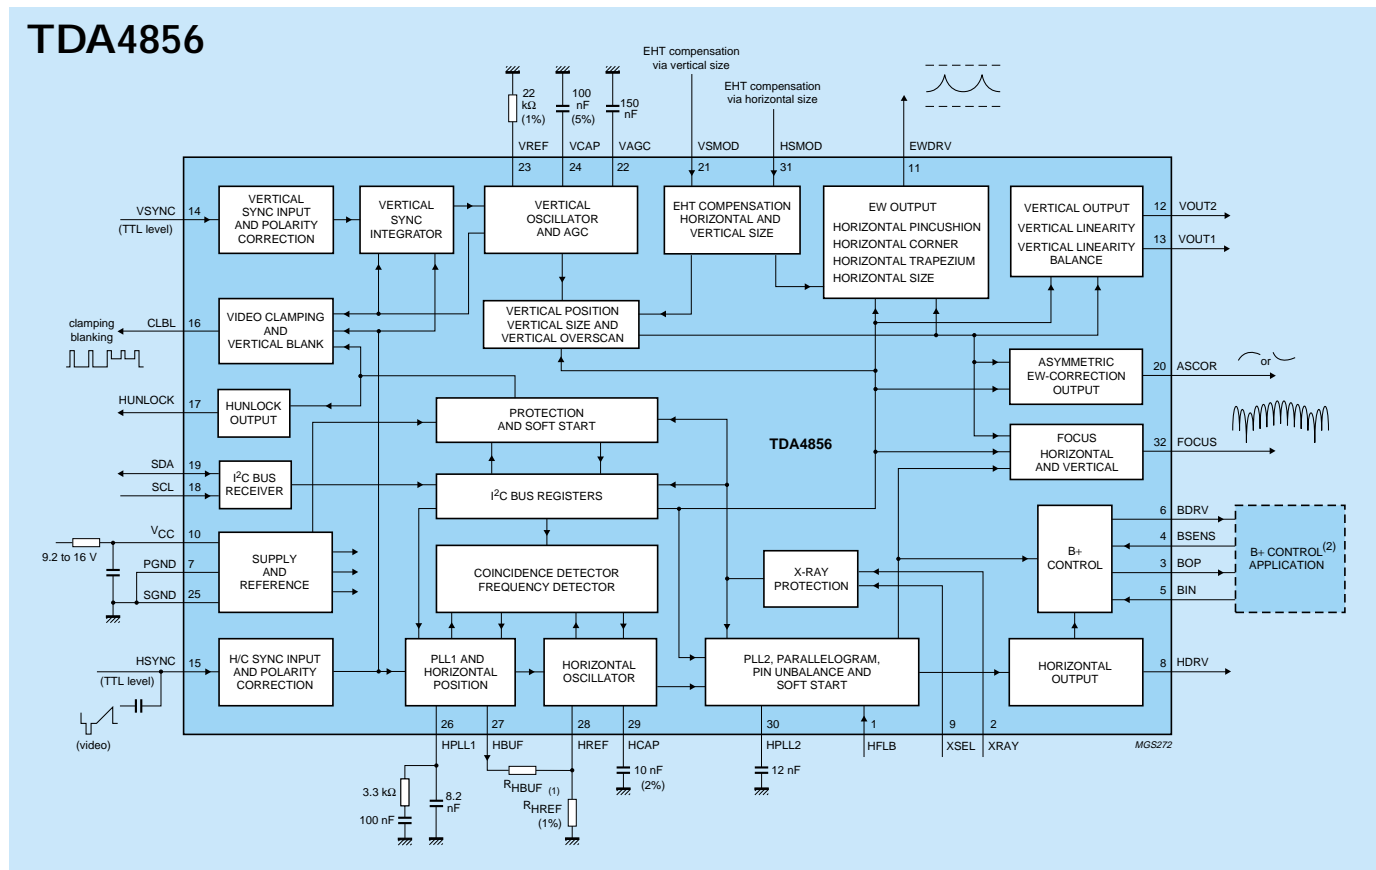 TDA4856
EHT compensation
via vertical size
EHT compensation
via horizontal size
22
kΩ
(1%)
100
nF
(5%)
150
nF
VREF
VCAP
VAGC
VSMOD
HSMOD
EWDRV
23
24
22
21
31
11
VSYNC
14
(TTL level)
VERTICAL
SYNC INPUT
AND POLARITY
CORRECTION
VERTICAL
SYNC
INTEGRATOR
VERTICAL
OSCILLATOR
AND AGC
EHT COMPENSATION
HORIZONTAL AND
VERTICAL SIZE
EW OUTPUT
HORIZONTAL PINCUSHION
HORIZONTAL CORNER
HORIZONTAL TRAPEZIUM
HORIZONTAL SIZE
VERTICAL OUTPUT
VERTICAL LINEARITY
VERTICAL LINEARITY
BALANCE
12
VOUT2
13
VOUT1
clamping
blanking
CLBL
16
VIDEO CLAMPING
AND
VERTICAL BLANK
VERTICAL POSITION
VERTICAL SIZE AND
VERTICAL OVERSCAN
ASYMMETRIC
EW-CORRECTION
OUTPUT
20
ASCOR
or
HUNLOCK
17
HUNLOCK
OUTPUT
PROTECTION
AND SOFT START
TDA4856
FOCUS
HORIZONTAL
AND VERTICAL
32
FOCUS
SDA
19
SCL
18
I2C BUS
RECEIVER
I2C BUS REGISTERS
VCC
10
9.2 to 16 V
PGND
7
SGND
25
SUPPLY
AND
REFERENCE
COINCIDENCE DETECTOR
FREQUENCY DETECTOR
X-RAY
PROTECTION
B+
CONTROL
6
BDRV
4
BSENS
3
BOP
5
BIN
B+ CONTROL(2)
APPLICATION
HSYNC
15
(TTL level)
(video)
H/C SYNC INPUT
AND POLARITY
CORRECTION
PLL1 AND
HORIZONTAL
POSITION
HORIZONTAL
OSCILLATOR
PLL2, PARALLELOGRAM,
PIN UNBALANCE AND
SOFT START
HORIZONTAL
OUTPUT
8
HDRV
26
27
28
29
30
1
9
2
HPLL1
HBUF
HREF
HCAP
HPLL2
HFLB
XSEL
XRAY
MGS272
3.3 kΩ
100 nF
8.2
nF
RHBUF (1)
RHREF
(1%)
10 nF
(2%)
12 nF